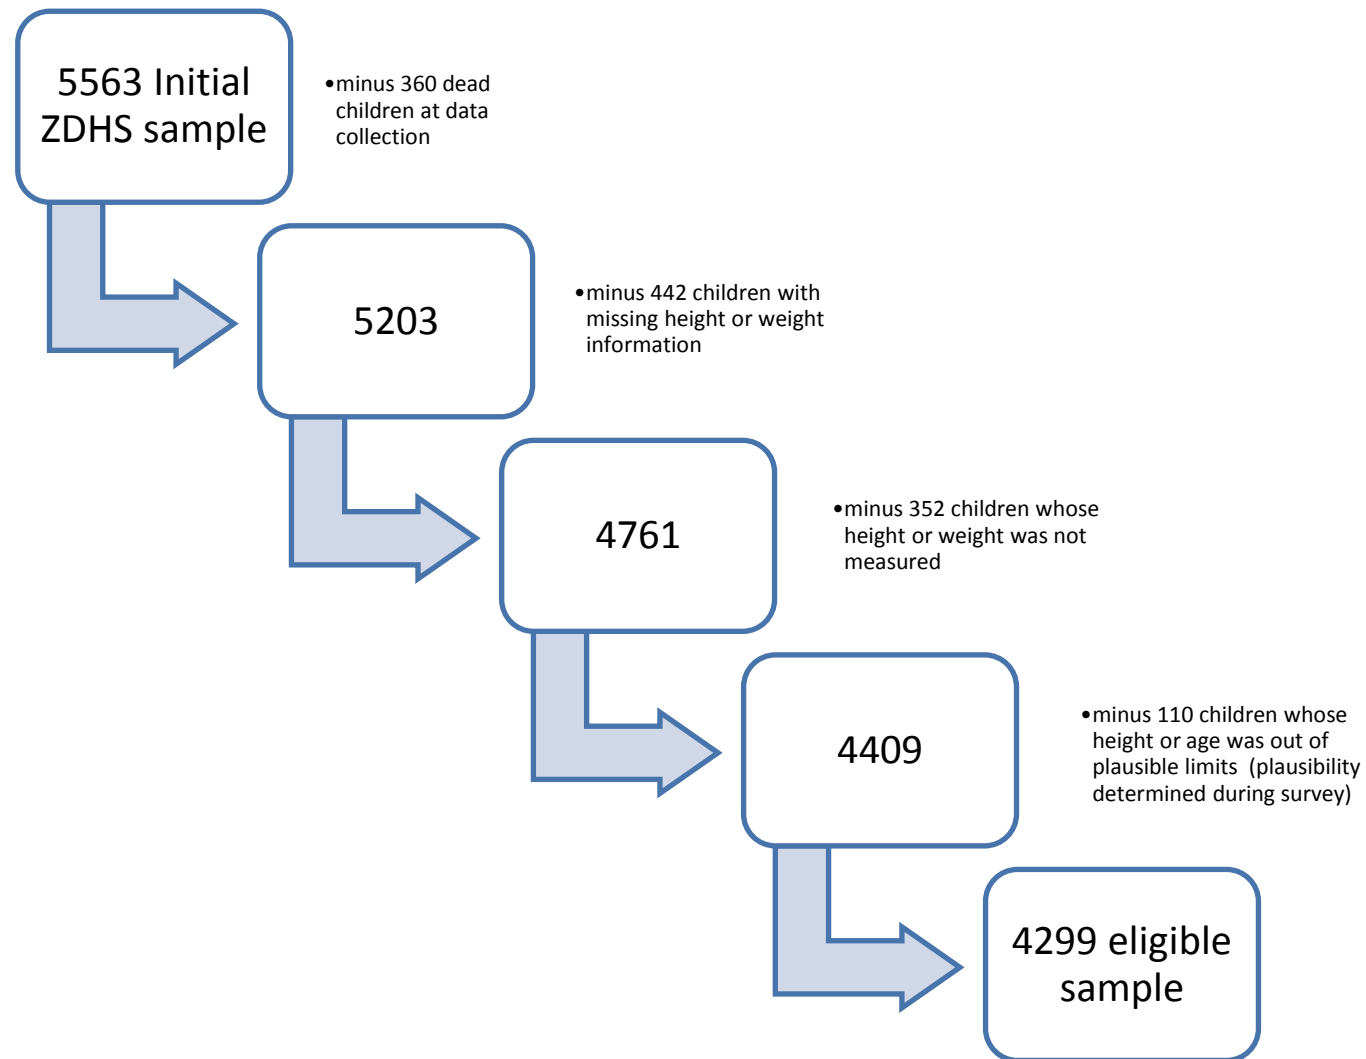 5563 Initial
ZDHS sample
•minus 360 dead
children at data
collection
5203
•minus 442 children with
missing height or weight
information
4761
•minus 352 children whose
height or weight was not
measured
4409
•minus 110 children whose
height or age was out of
plausible limits (plausibility
determined during survey)
4299 eligible
sample